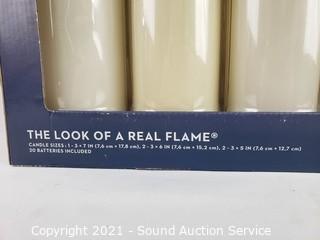 THE LOOK OF A REAL FLAME®
CANDLE SIZES: 1 - 3 × 7 IN (7,6 cm × 17,8 cm), 2 - 3 × 6 IN (7,6 cm × 15,2 cm), 2 - 3 × 5 IN (7,6 cm × 12,7 cm)
20 BATTERIES INCLUDED
Copyright 2021 - Sound Auction Service